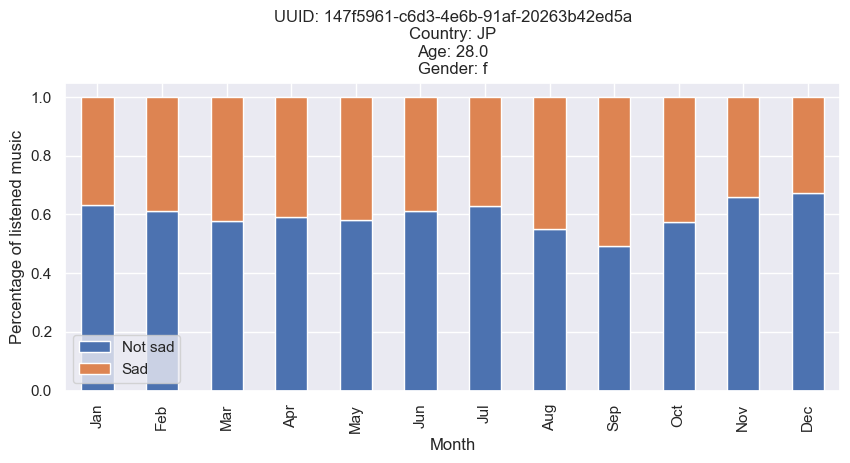 UUID: 147f5961-c6d3-4e6b-91af-20263b42ed5a
Country: JP
Age: 28.0
Gender: f
Percentage of listened music
1.0
0.8
0.6
0.4
0.2
0.0
Not sad
Sad
Jan
Feb
Mar
Apr
May
Jun
Jul
Aug
Sep
Oct
Nov
Dec
Month